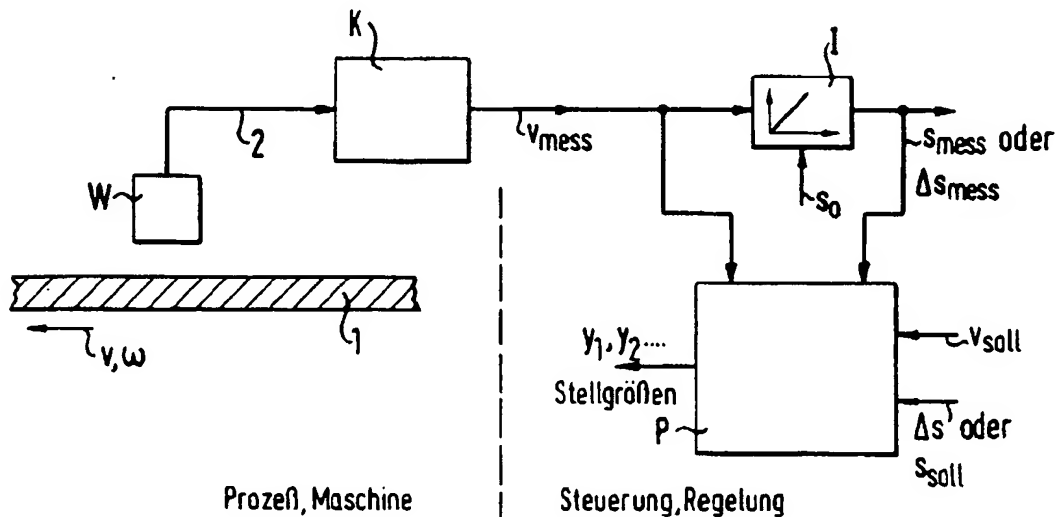 K
I
2
v_mess
s_mess oder
Δs_mess
W
s_0
1
v, ω
y_1, y_2....
Stellgrößen
P
v_soll
Δs oder
s_soll
Prozeß, Maschine
Steuerung, Regelung